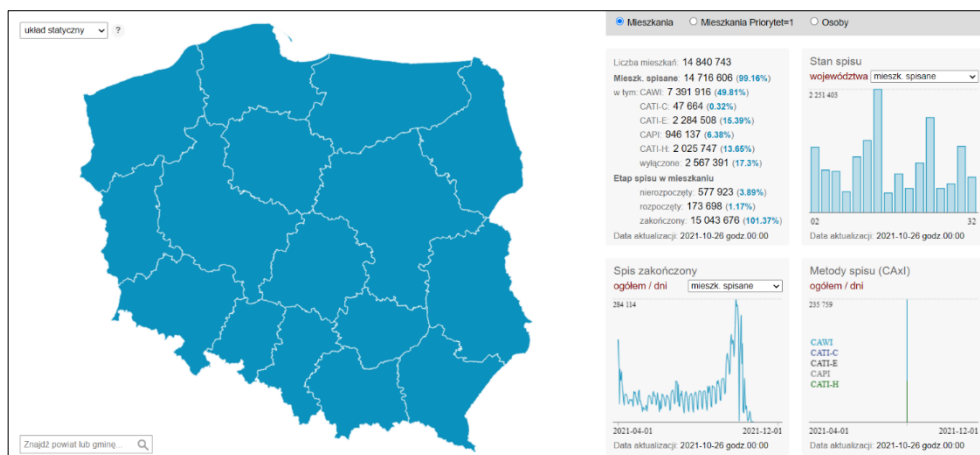 układ statyczny ?
Mieszkania Mieszkania Priorytet=1 Osoby
Liczba mieszkań: 14 840 743
Mieszk. spisane: 14 716 606 (99.16%)
w tym: CAWI: 7 391 916 (49.81%)
CATI-C: 47 664 (0.32%)
CATI-E: 2 284 508 (15.39%)
CAPI: 946 137 (6.38%)
CATI-H: 2 025 747 (13.65%)
wyłączone: 2 567 391 (17.3%)
Etap spisu w mieszkaniu
nierozpoczęty: 577 923 (3.89%)
rozpoczęty: 173 698 (1.17%)
zakończony: 15 043 676 (101.37%)
Data aktualizacji: 2021-10-26 godz.00:00
Stan spisu
województwa mieszk. spisane
2 251 403
02 32
Data aktualizacji: 2021-10-26 godz.00:00
Spis zakończony
ogółem / dni mieszk. spisane
284 114
2021-04-01 2021-12-01
Data aktualizacji: 2021-10-26 godz.00:00
Metody spisu (CAxI)
ogółem / dni
235 759
CAWI
CATI-C
CATI-E
CAPI
CATI-H
2021-04-01 2021-12-01
Data aktualizacji: 2021-10-26 godz.00:00
Znajdź powiat lub gminę...